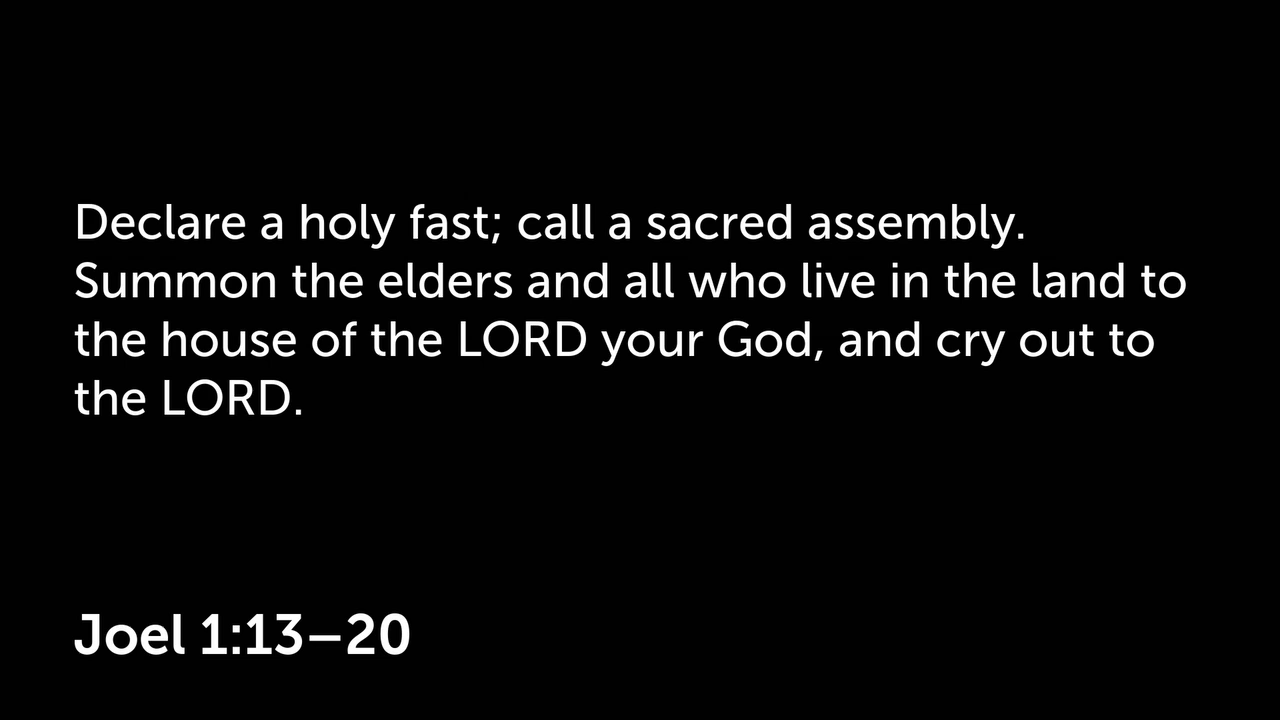 Declare a holy fast; call a sacred assembly.
Summon the elders and all who live in the land to
the house of the LORD your God, and cry out to
the LORD.
Joel 1:13–20